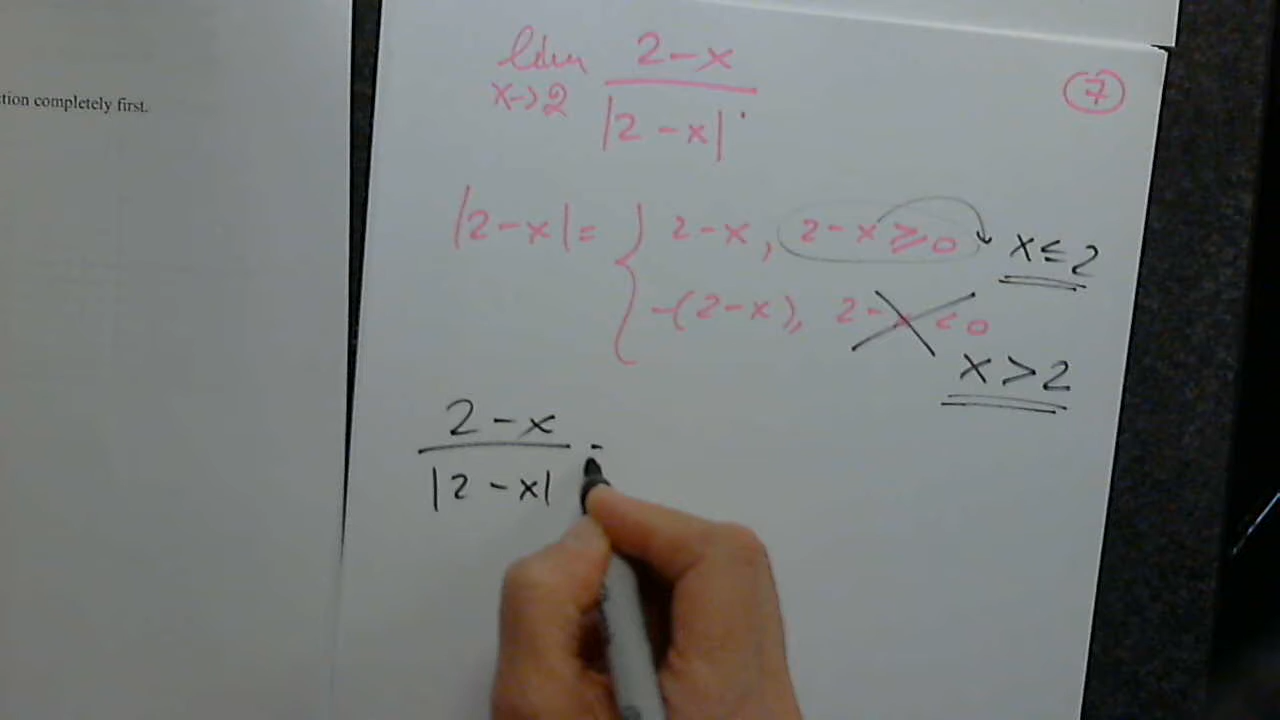 tion completely first.
lim 2-x
x→2 |2-x|
7
|2-x| = { 2-x, 2-x ≥ 0 x ≤ 2
-(2-x), 2-x < 0
x > 2
2-x
|2-x| =